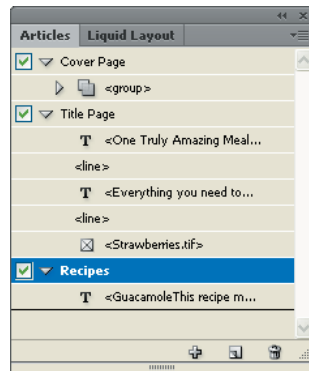 Articles Liquid Layout
Cover Page
<group>
Title Page
T <One Truly Amazing Meal...
<line>
T <Everything you need to...
<line>
<Strawberries.tif>
Recipes
T <GuacamoleThis recipe m...